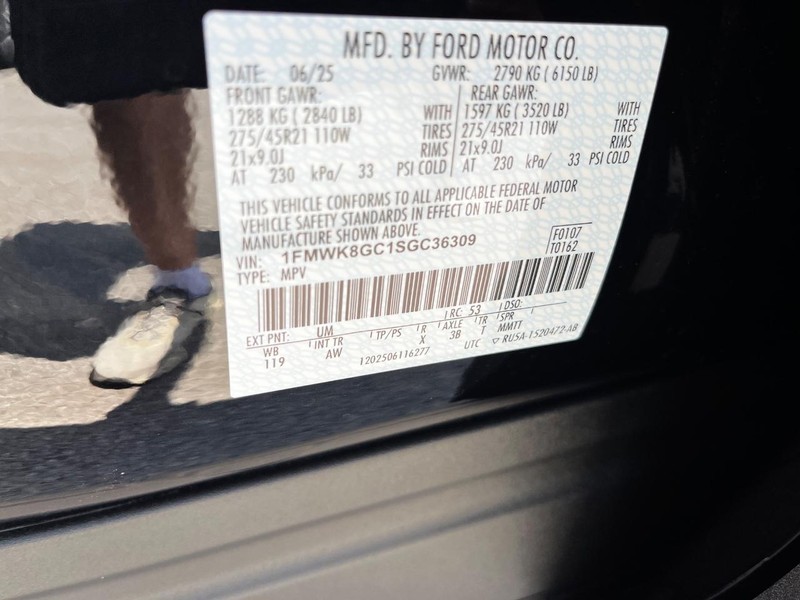 MFD. BY FORD MOTOR CO.
DATE: 06/25 GVWR: 2790 KG ( 6150 LB)
FRONT GAWR: REAR GAWR:
1288 KG ( 2840 LB) WITH 1597 KG ( 3520 LB) WITH
275/45R21 110W TIRES 275/45R21 110W TIRES
21x9.0J RIMS 21x9.0J RIMS
AT 230 kPa/ 33 PSI COLD AT 230 kPa/ 33 PSI COLD
THIS VEHICLE CONFORMS TO ALL APPLICABLE FEDERAL MOTOR
VEHICLE SAFETY STANDARDS IN EFFECT ON THE DATE OF
MANUFACTURE SHOWN ABOVE.
VIN: 1FMWK8GC1SGC36309 F0107
TYPE: MPV T0162
EXT PNT: UM RC: 53 DSO:
WB INT TR TP/PS R AXLE TR SPR
119 AW X 3B T MMTT
1202506116277 UTC ▽ RU5A-1520472-AB